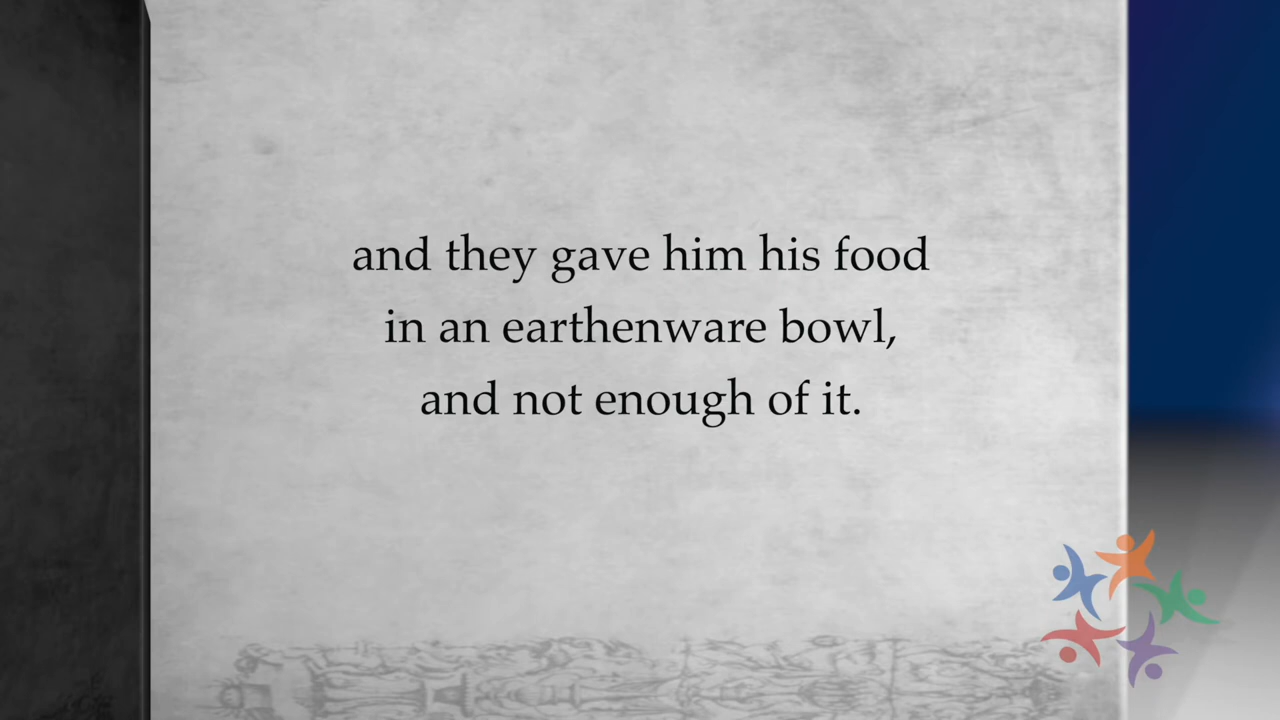 and they gave him his food
in an earthenware bowl,
and not enough of it.